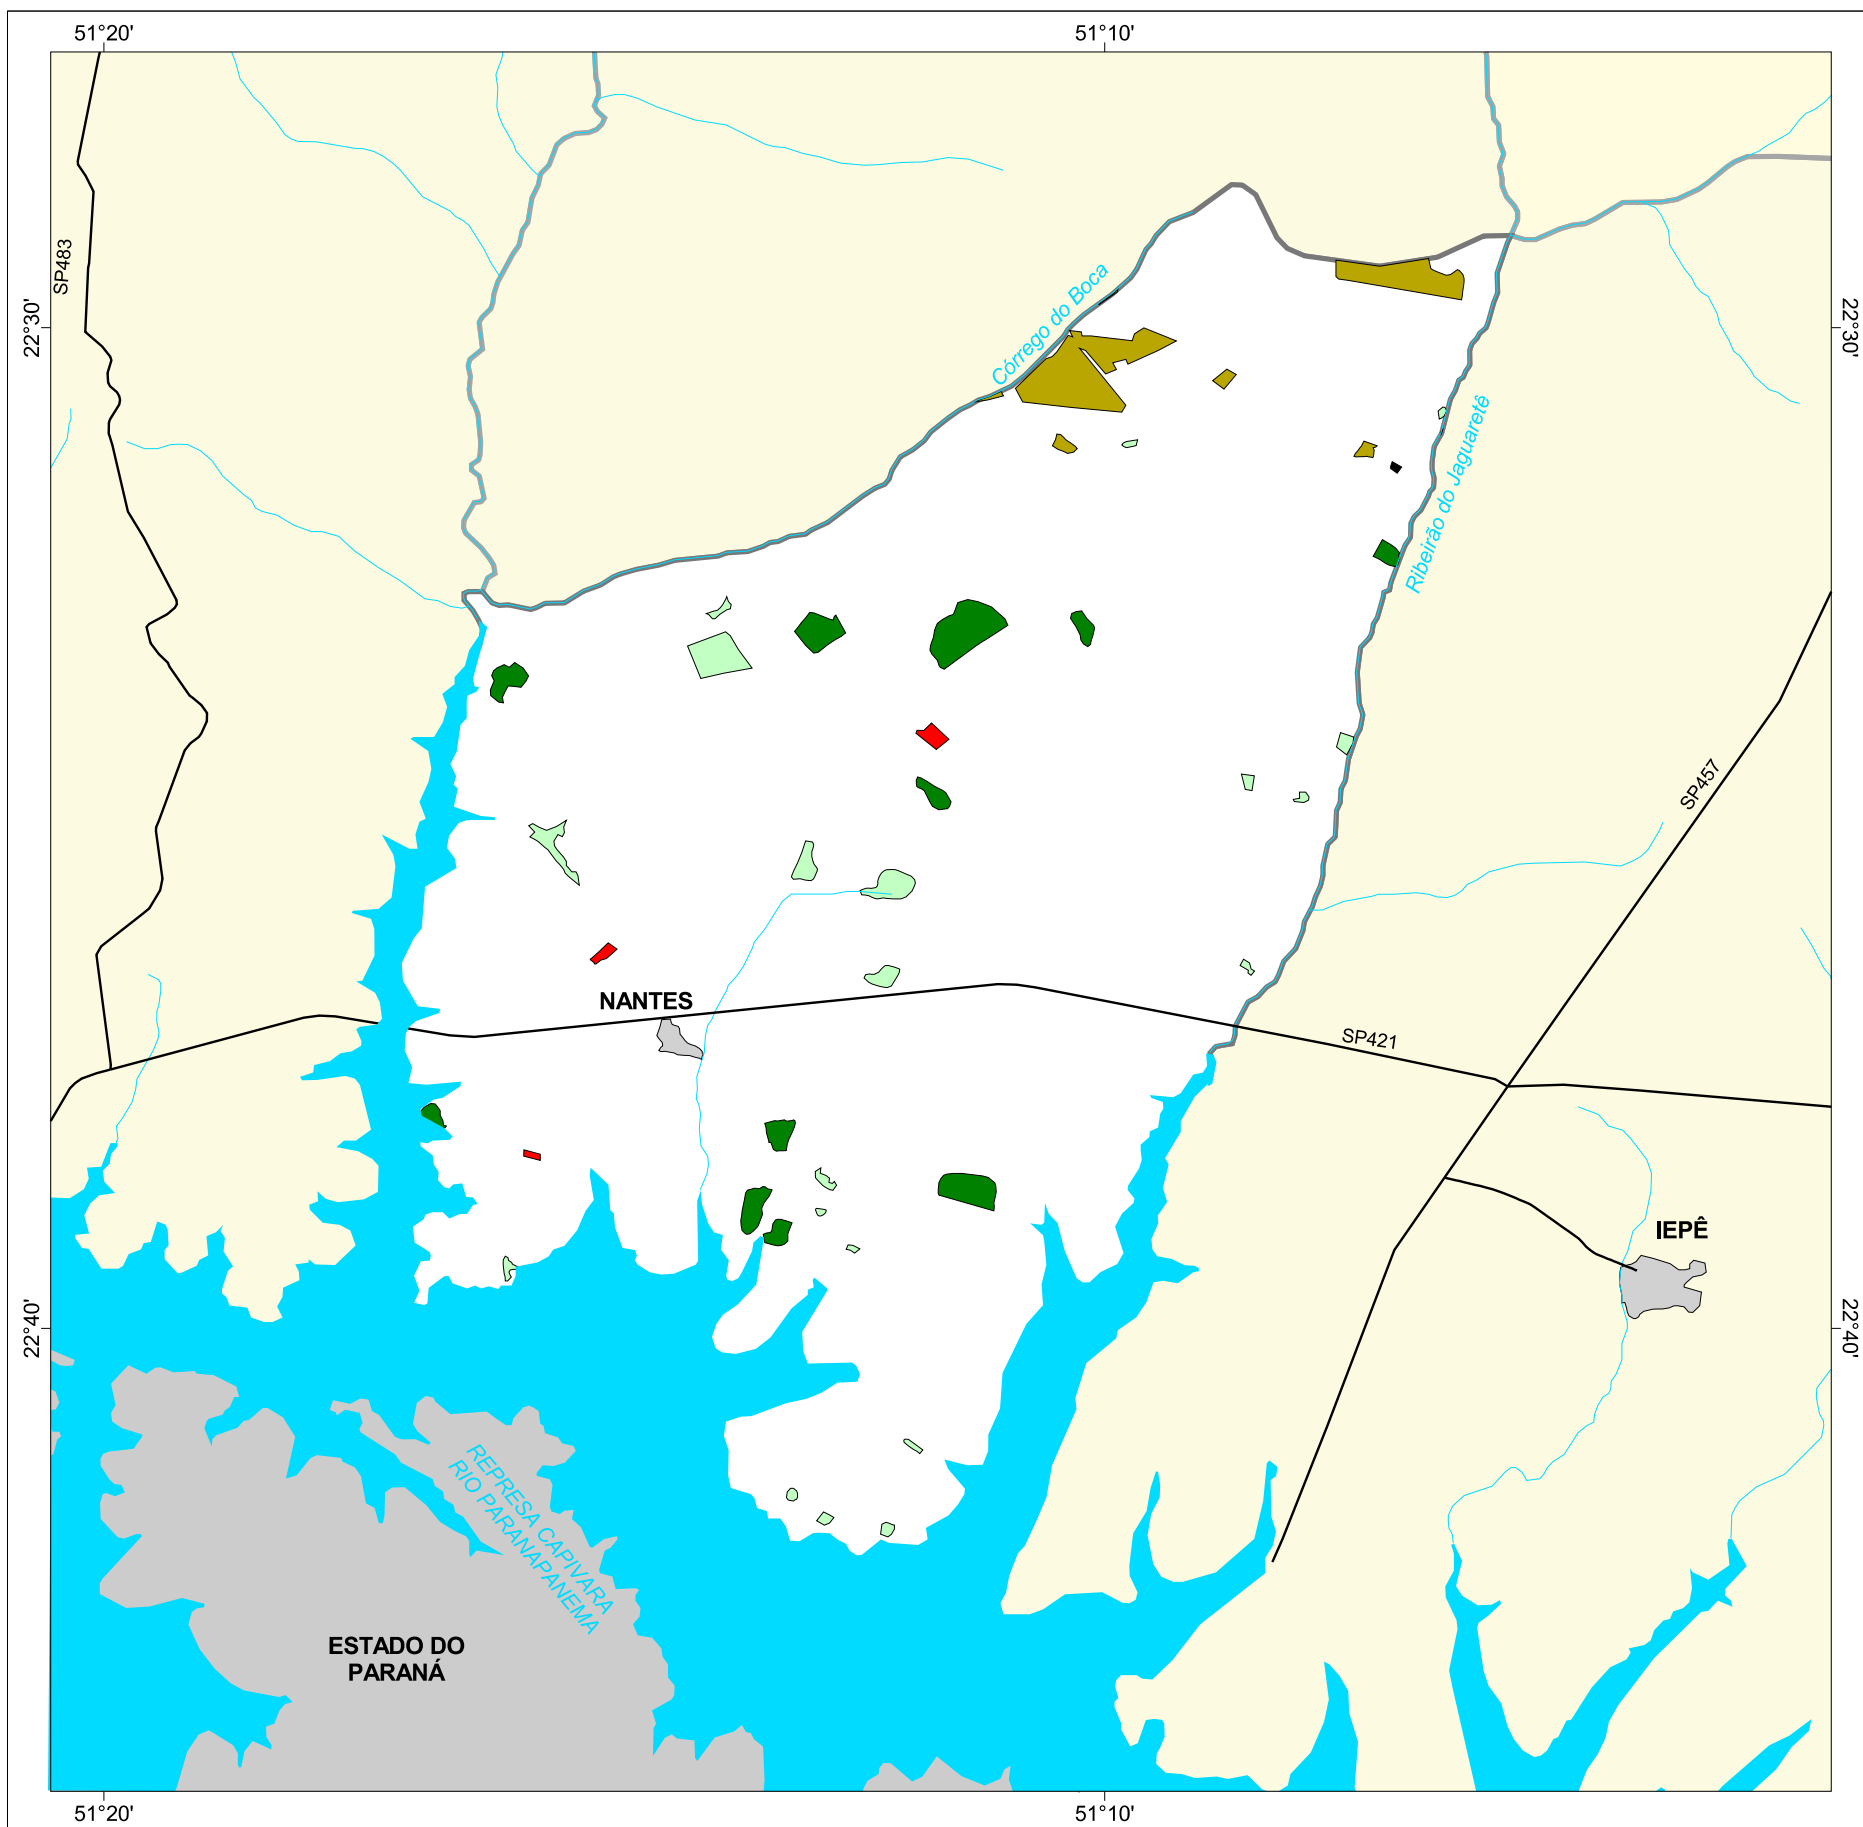 51°20'
51°10'
SP483
Córrego do Boca
22°30'
22°30'
Ribeirão do Jaguaretê
SP457
NANTES
SP421
IEPÊ
22°40'
22°40'
REPRESA CAPIVARA
RIO PARANAPANEMA
ESTADO DO
PARANÁ
51°20'
51°10'